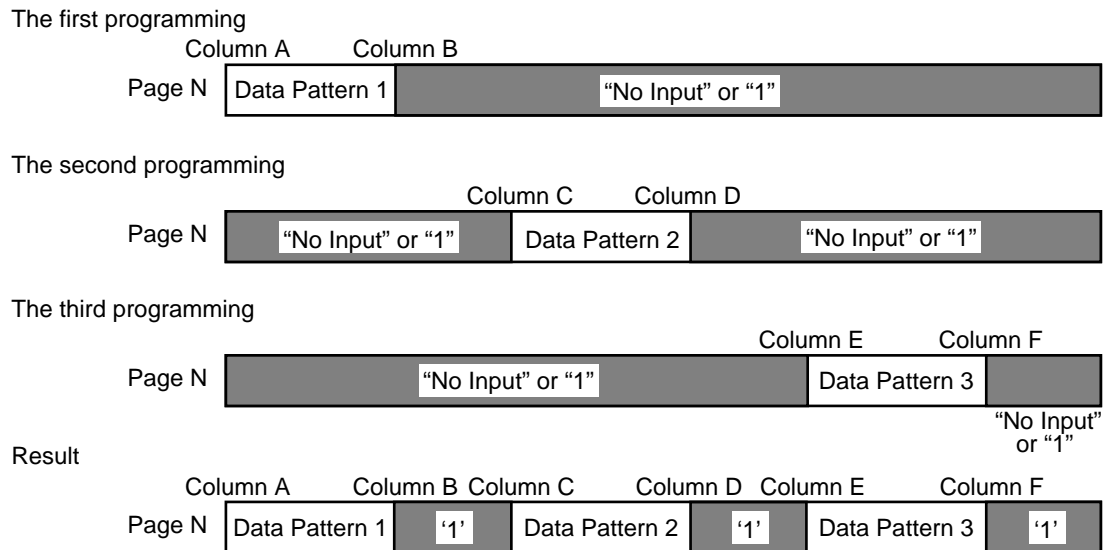 The first programming
Column A Column B
Page N Data Pattern 1 “No Input” or “1”
The second programming
Column C Column D
Page N “No Input” or “1” Data Pattern 2 “No Input” or “1”
The third programming
Column E Column F
Page N “No Input” or “1” Data Pattern 3
“No Input”
or “1”
Result
Column A Column B Column C Column D Column E Column F
Page N Data Pattern 1 ‘1’ Data Pattern 2 ‘1’ Data Pattern 3 ‘1’